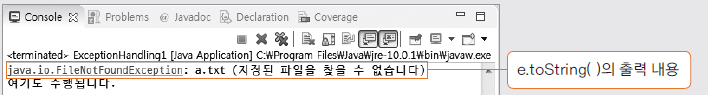 Console Problems Javadoc Declaration Coverage
<terminated> ExceptionHandling1 [Java Application] C:₩Program Files₩Java₩jre-10.0.1₩bin₩javaw.exe
java.io.FileNotFoundException: a.txt (지정된 파일을 찾을 수 없습니다)
e.toString( )의 출력 내용
여기도 수행됩니다.